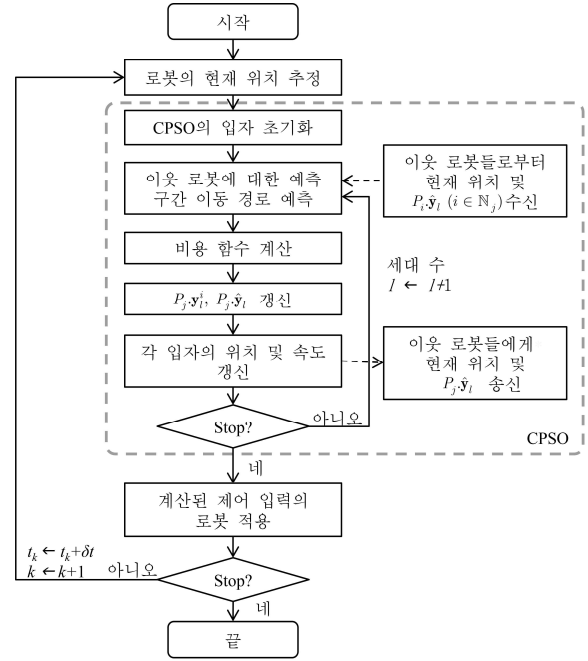 시작
로봇의 현재 위치 추정
CPSO의 입자 초기화
이웃 로봇에 대한 예측
구간 이동 경로 예측
이웃 로봇들로부터
현재 위치 및
P_i.ŷ_l (i ∈ ℕ_j) 수신
비용 함수 계산
세대 수
l ← l+1
P_j.y_l^i, P_j.ŷ_l 갱신
각 입자의 위치 및 속도
갱신
이웃 로봇들에게
현재 위치 및
P_j.ŷ_l 송신
Stop?
아니오
CPSO
네
계산된 제어 입력의
로봇 적용
t_k ← t_k+δt
k ← k+1
아니오
Stop?
네
끝